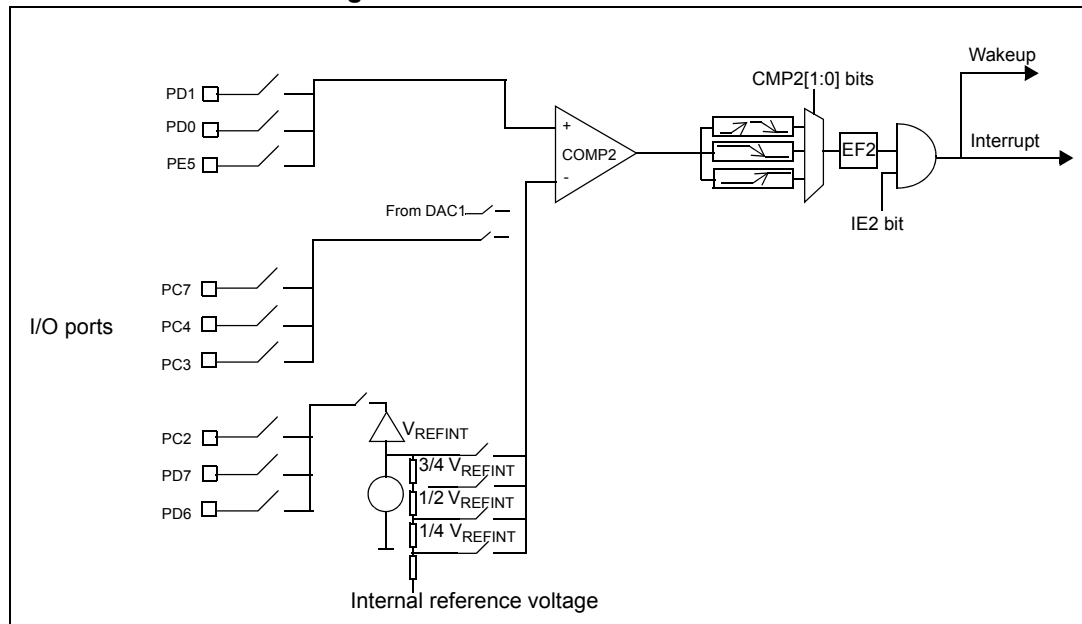 Wakeup
CMP2[1:0] bits
PD1
PD0
PE5
+
COMP2
-
EF2
Interrupt
IE2 bit
From DAC1
PC7
PC4
PC3
I/O ports
PC2
PD7
PD6
VREFINT
3/4 VREFINT
1/2 VREFINT
1/4 VREFINT
Internal reference voltage